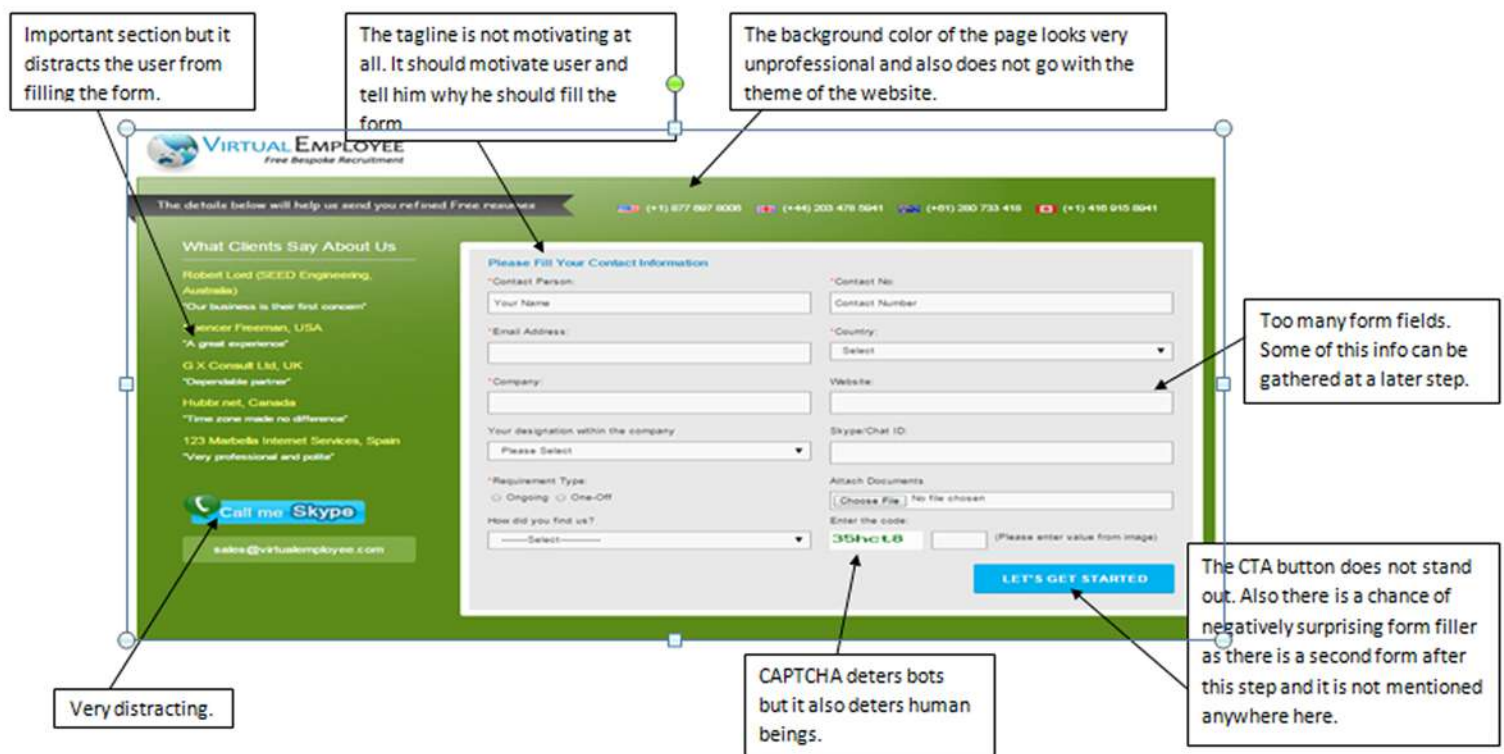 Important section but it
distracts the user from
filling the form.
The tagline is not motivating at
all. It should motivate user and
tell him why he should fill the
form
The background color of the page looks very
unprofessional and also does not go with the
theme of the website.
VIRTUAL EMPLOYEE
Free Bespoke Recruitment
The details below will help us send you refined Free resumes
(+1) 877 697 8006 (+44) 203 478 5941 (+61) 280 733 416 (+1) 416 915 8941
What Clients Say About Us
Robert Lord (SEED Engineering,
Australia)
"Our business is their first concern"
Spencer Freeman, USA
"A great experience"
G X Consult Ltd, UK
"Dependable partner"
Hubbr.net, Canada
"Time zone made no difference"
123 Marbella Internet Services, Spain
"Very professional and polite"
Call me Skype
sales@virtualemployee.com
Please Fill Your Contact Information
*Contact Person: *Contact No:
Your Name Contact Number
*Email Address: *Country:
Select
*Company: Website:
Your designation within the company Skype/Chat ID:
Please Select
*Requirement Type: Attach Documents
Ongoing One-Off Choose File No file chosen
How did you find us? Enter the code:
-------Select----------- 35hct8 (Please enter value from image)
LET'S GET STARTED
Too many form fields.
Some of this info can be
gathered at a later step.
The CTA button does not stand
out. Also there is a chance of
negatively surprising form filler
as there is a second form after
this step and it is not mentioned
anywhere here.
CAPTCHA deters bots
but it also deters human
beings.
Very distracting.